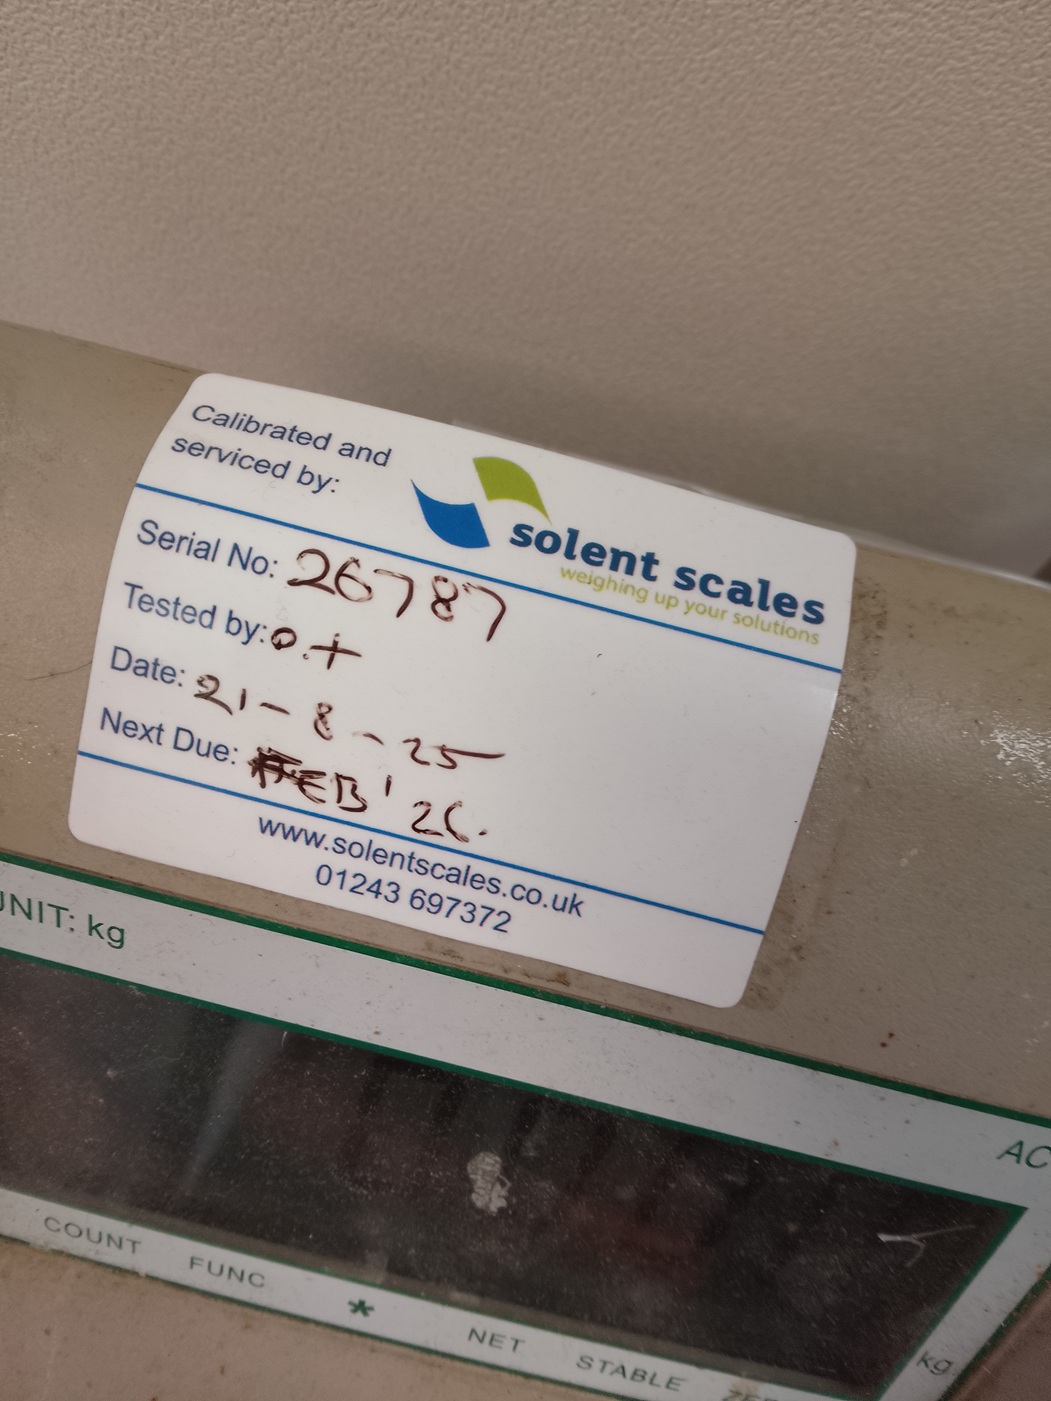 Calibrated and
serviced by:
solent scales
weighing up your solutions
Serial No: 26787
Tested by: O.t
Date: 21-8-25
Next Due: FEB '26.
www.solentscales.co.uk
01243 697372
UNIT: kg
AC
COUNT FUNC * NET STABLE
kg